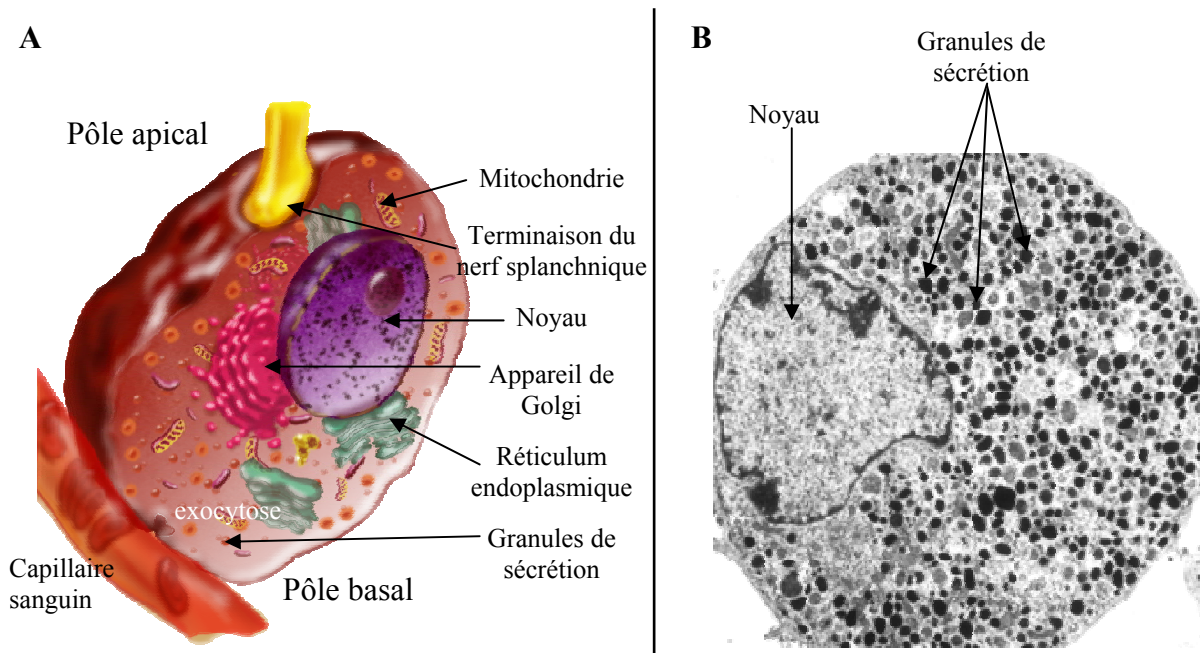 A
Pôle apical
Mitochondrie
Terminaison du
nerf splanchnique
Noyau
Appareil de
Golgi
Réticulum
endoplasmique
exocytose
Granules de
sécrétion
Capillaire
sanguin
Pôle basal
B
Granules de
sécrétion
Noyau